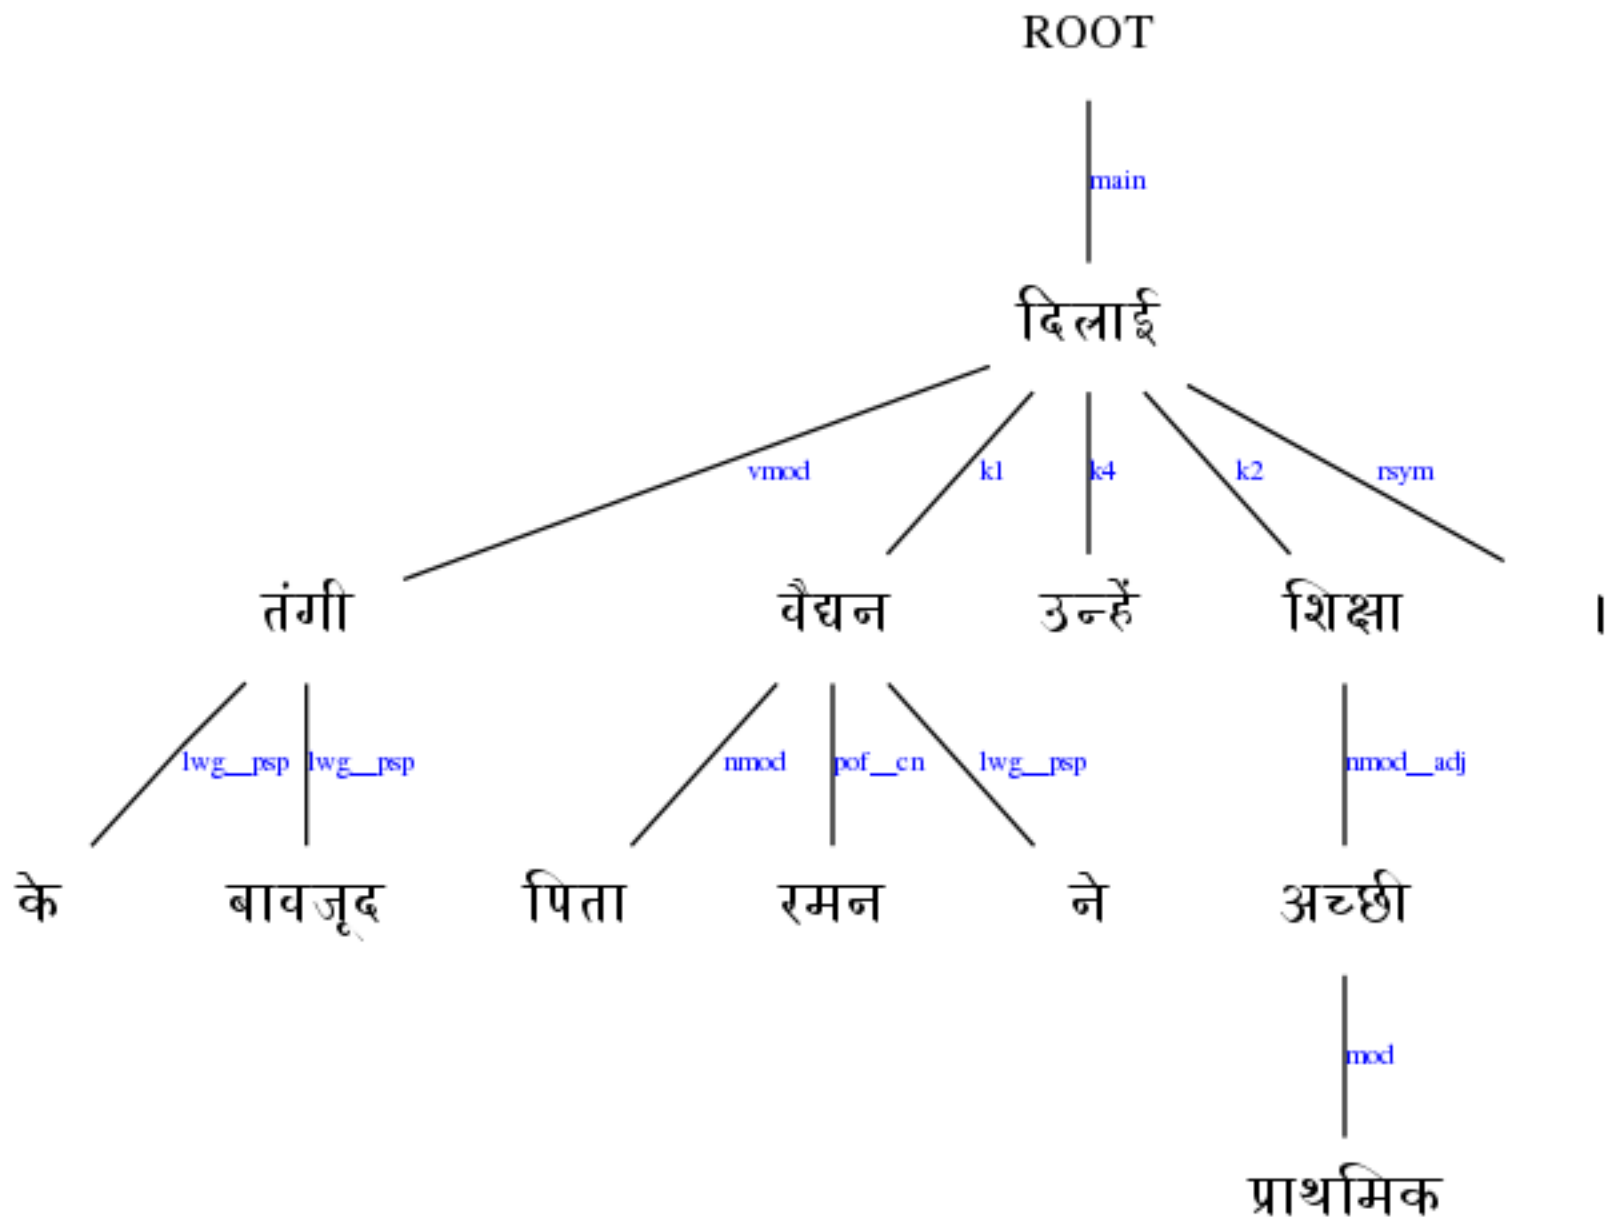 ROOT
main
दिलाई
vmod k1 k4 k2 rsym
तंगी वैद्यन उन्हें शिक्षा ।
lwg__psp lwg__psp nmod pof__cn lwg__psp nmod__adj
के बावजूद पिता रमन ने अच्छी
mod
प्राथमिक